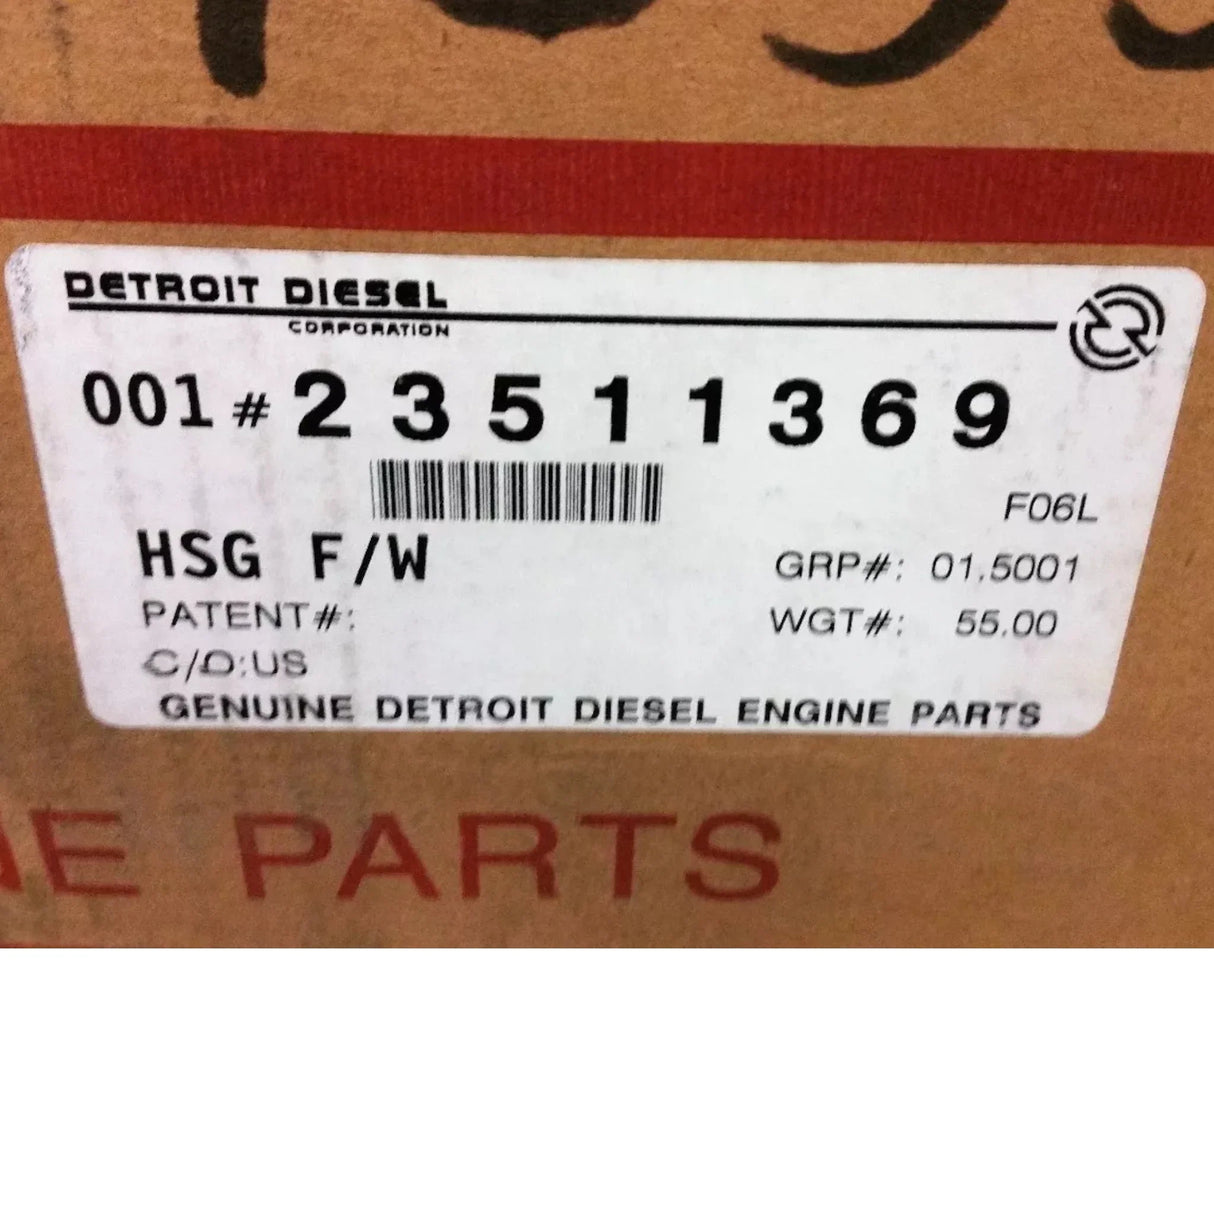 DETROIT DIESEL
CORPORATION
001# 23511369
F06L
HSG F/W
GRP#: 01.5001
PATENT#:
WGT#: 55.00
C/O:US
GENUINE DETROIT DIESEL ENGINE PARTS
PARTS